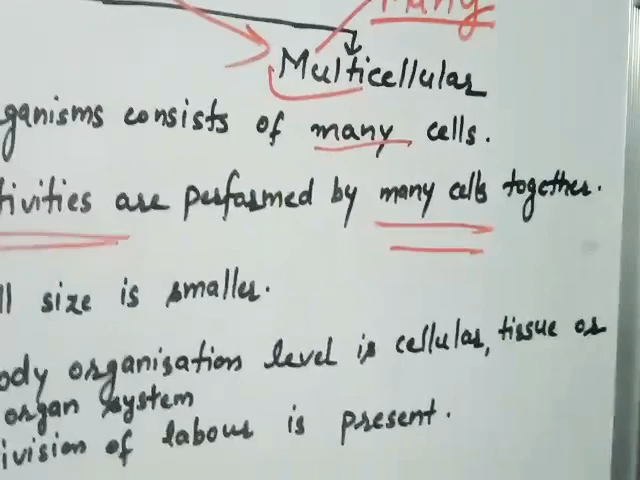 Many
Multicellular
ganisms consists of many cells.
tivities are performed by many cells together.
ll size is smaller.
ody organisation level is cellular, tissue or
organ system
ivision of labour is present.